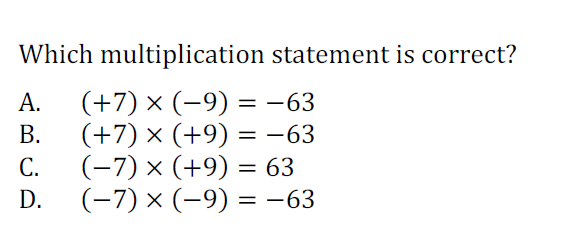 Which multiplication statement is correct?
A. (+7) × (−9) = −63
B. (+7) × (+9) = −63
C. (−7) × (+9) = 63
D. (−7) × (−9) = −63